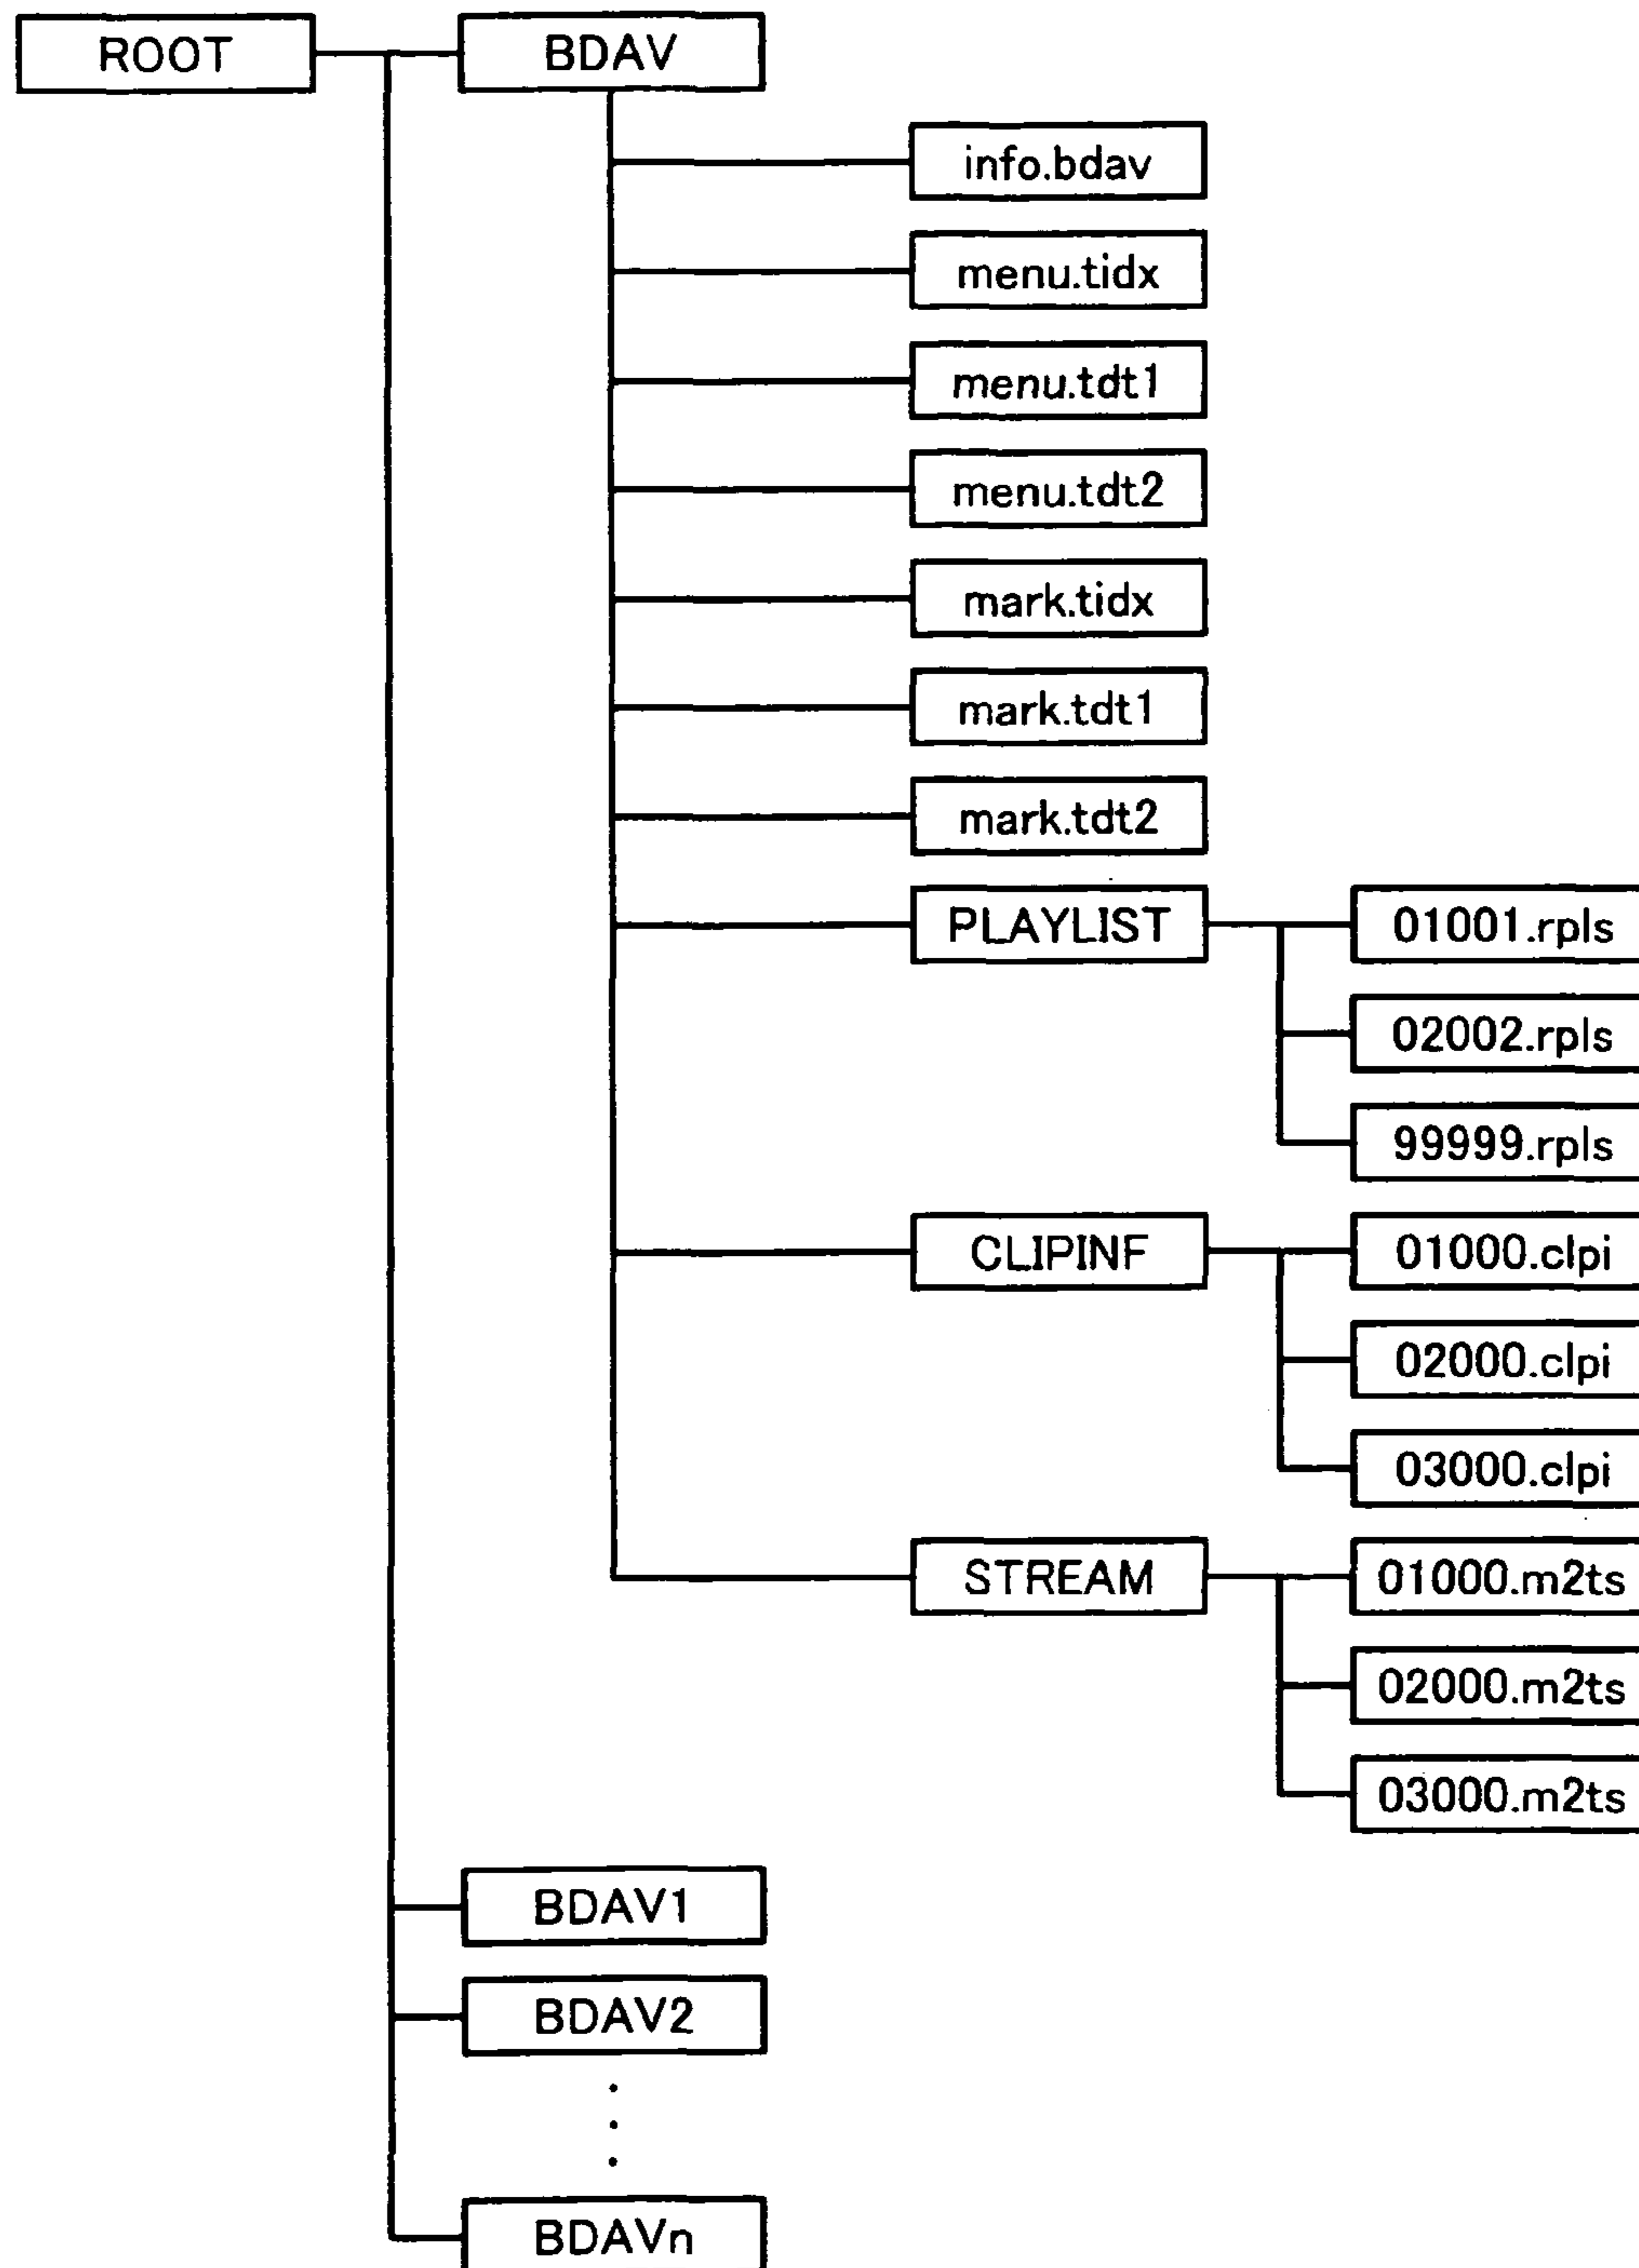 ROOT
BDAV
info.bdav
menu.tidx
menu.tdt1
menu.tdt2
mark.tidx
mark.tdt1
mark.tdt2
PLAYLIST
01001.rpls
02002.rpls
99999.rpls
CLIPINF
01000.clpi
02000.clpi
03000.clpi
STREAM
01000.m2ts
02000.m2ts
03000.m2ts
BDAV1
BDAV2
BDAVn